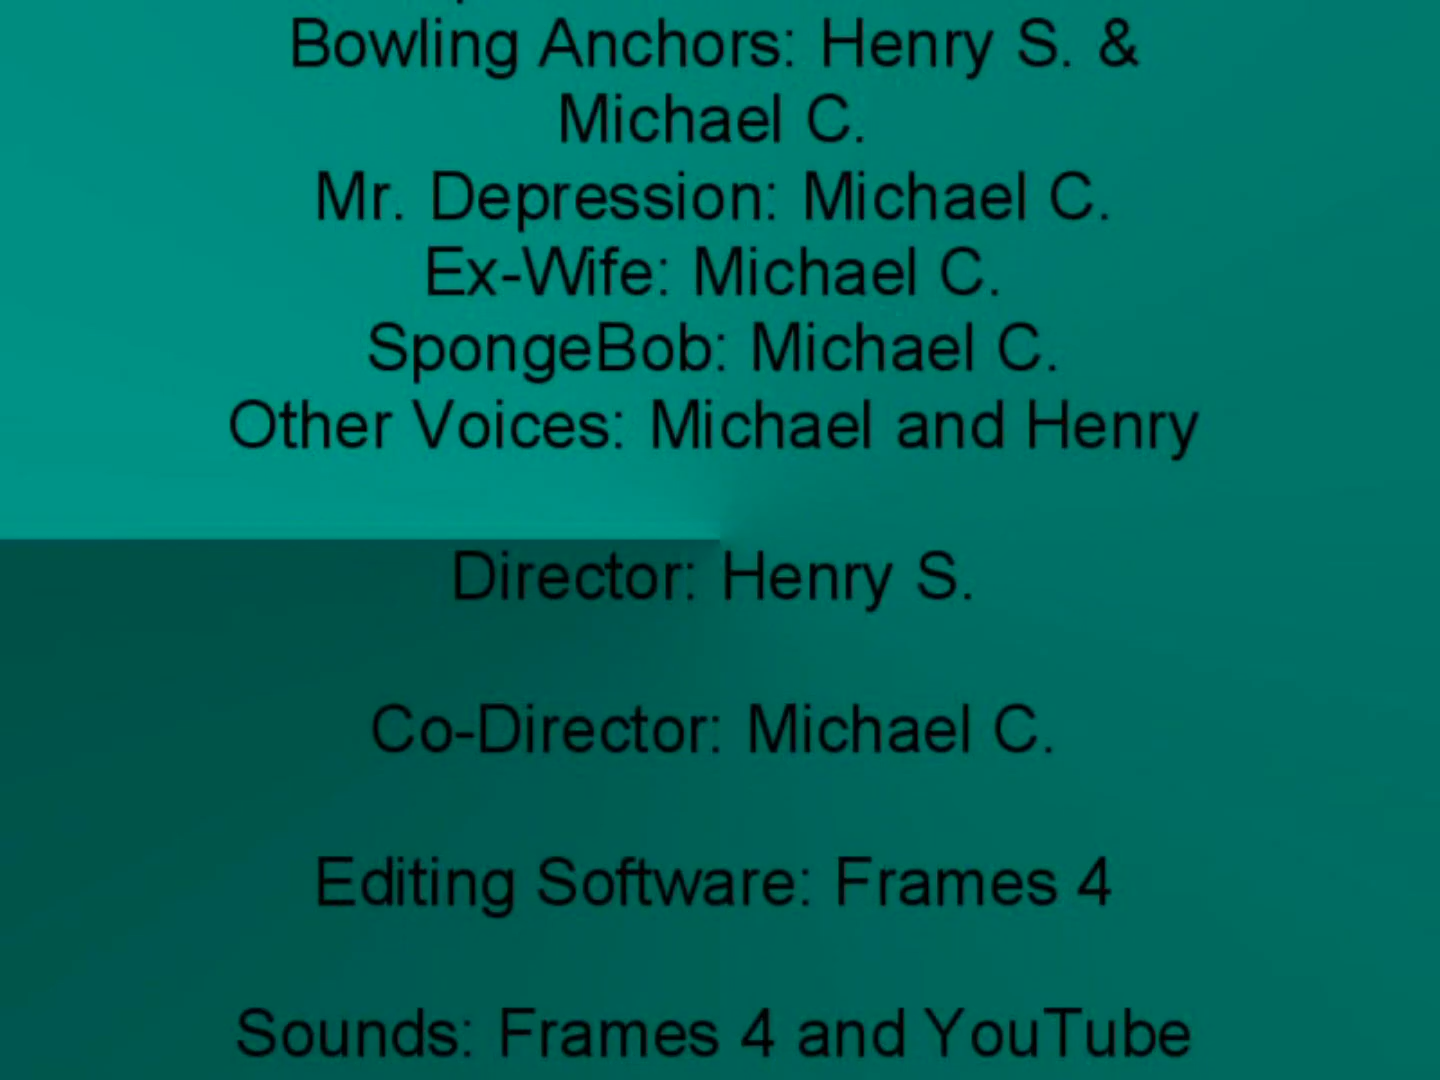 Bowling Anchors: Henry S. &
Michael C.
Mr. Depression: Michael C.
Ex-Wife: Michael C.
SpongeBob: Michael C.
Other Voices: Michael and Henry
Director: Henry S.
Co-Director: Michael C.
Editing Software: Frames 4
Sounds: Frames 4 and YouTube